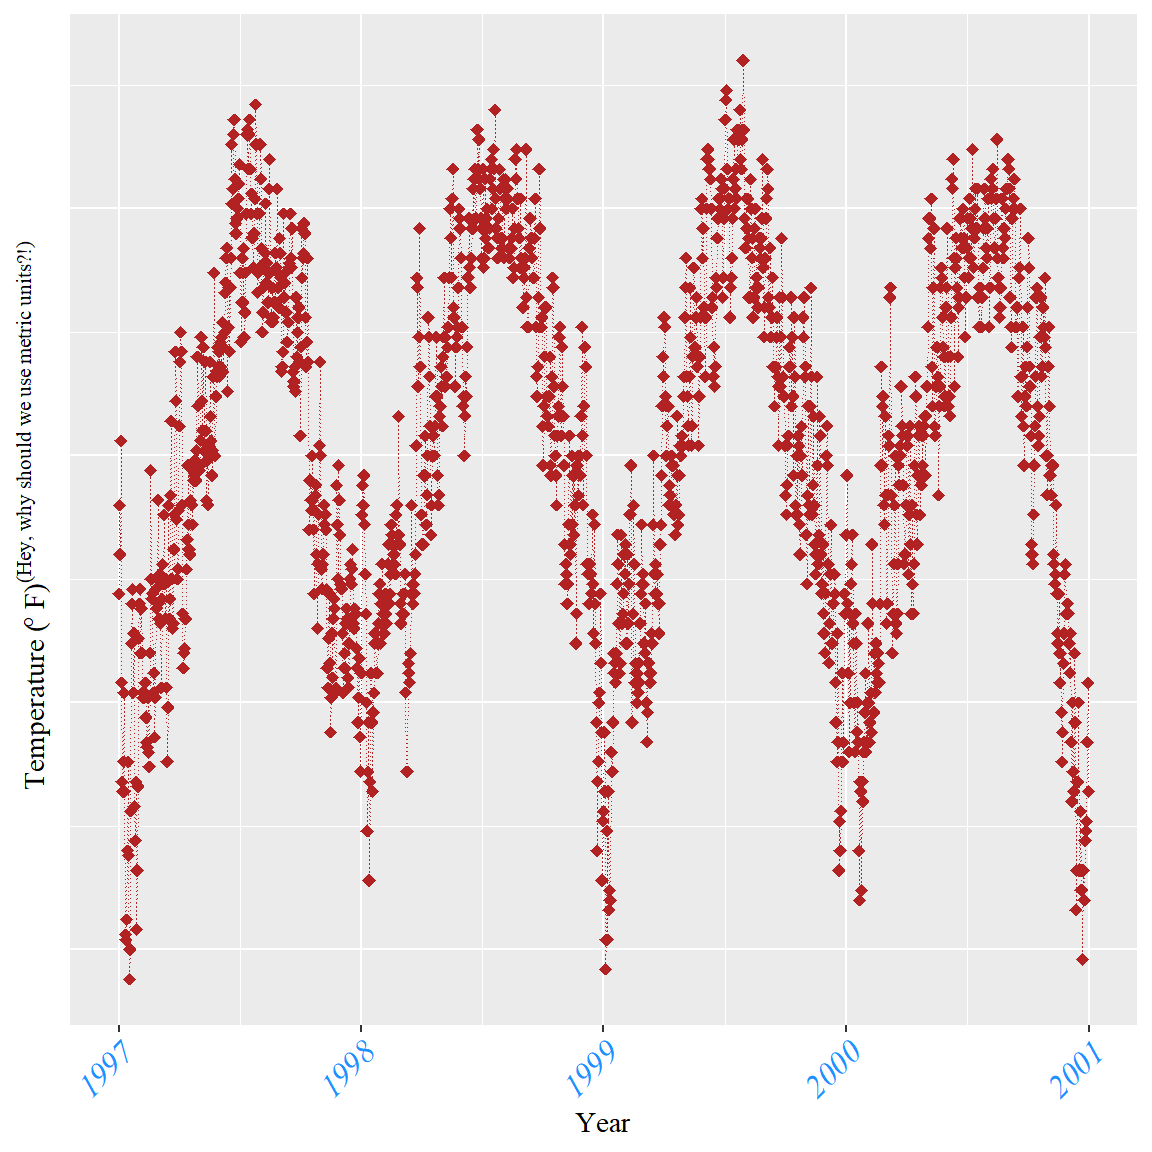 Temperature (° F)(Hey, why should we use metric units?!)
1997
1998
1999
2000
2001
Year